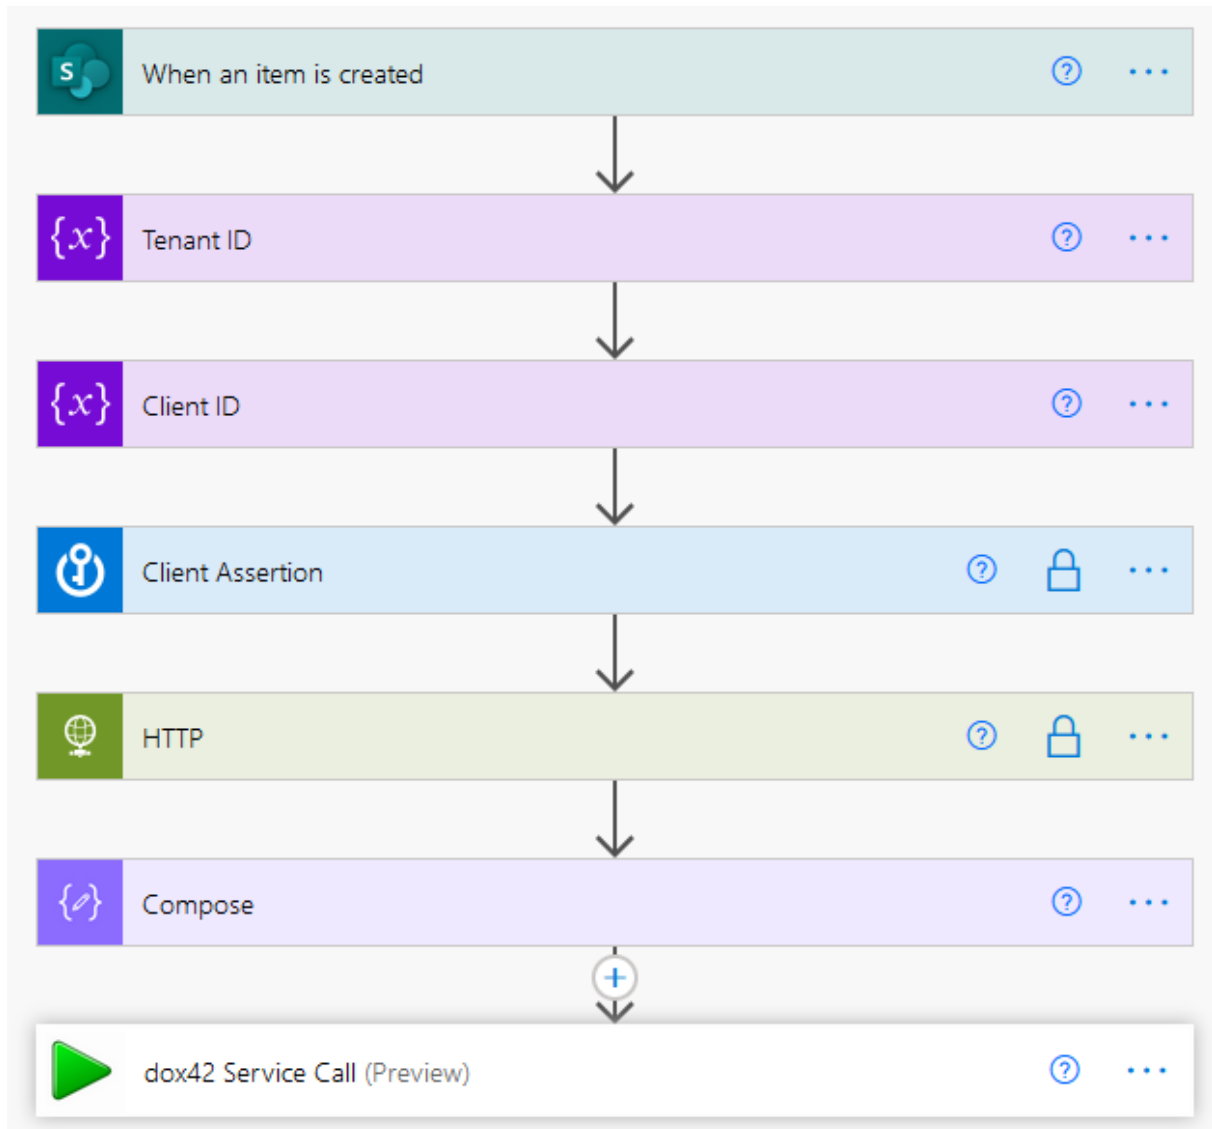 When an item is created
Tenant ID
Client ID
Client Assertion
HTTP
Compose
dox42 Service Call (Preview)